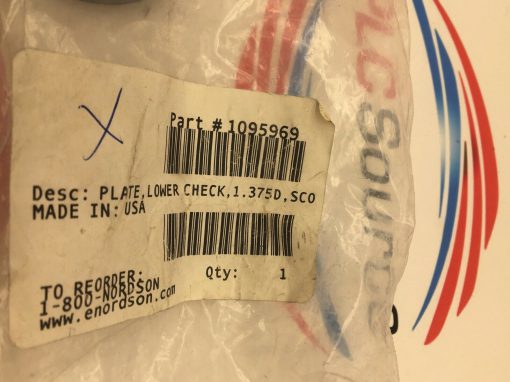 X
Part # 1095969
Desc: PLATE,LOWER CHECK,1.375D,SCO
MADE IN: USA
Qty: 1
TO REORDER:
1-800-NORDSON
www.enordson.com
PLC Source